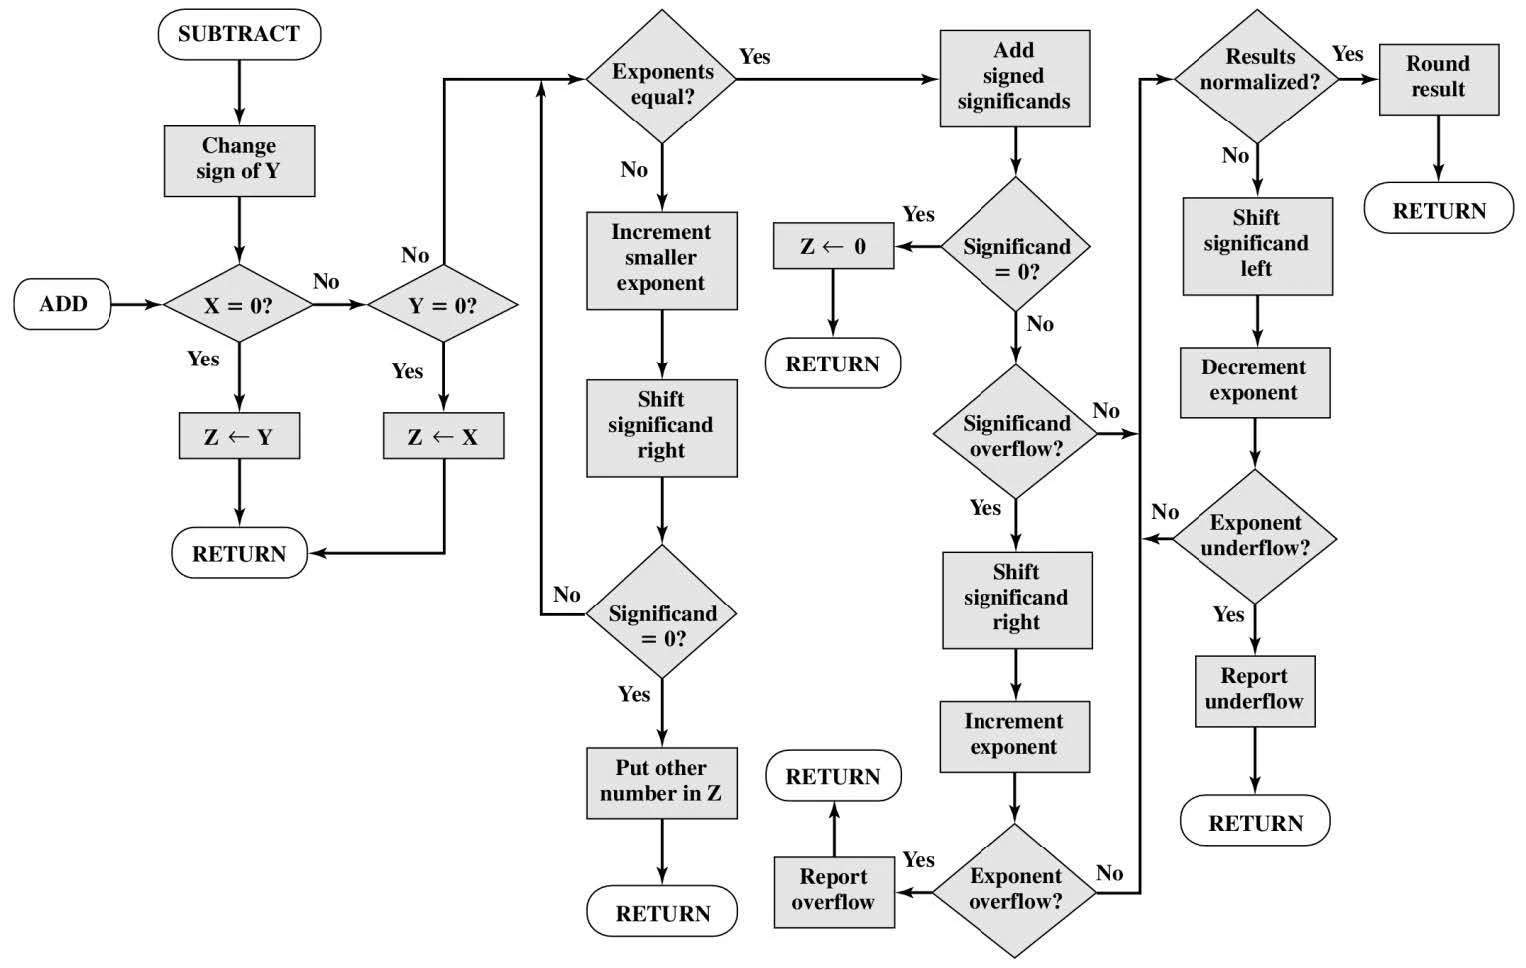 SUBTRACT
Change
sign of Y
ADD
X = 0?
No
Yes
Z ← Y
RETURN
No
Y = 0?
Yes
Z ← X
Exponents
equal?
Yes
No
Increment
smaller
exponent
Shift
significand
right
No
Significand
= 0?
Yes
Put other
number in Z
RETURN
Add
signed
significands
Yes
Significand
= 0?
Z ← 0
RETURN
No
Significand
overflow?
No
Yes
Shift
significand
right
Increment
exponent
Exponent
overflow?
Yes
No
Report
overflow
RETURN
Results
normalized?
Yes
Round
result
RETURN
No
Shift
significand
left
Decrement
exponent
No
Exponent
underflow?
Yes
Report
underflow
RETURN